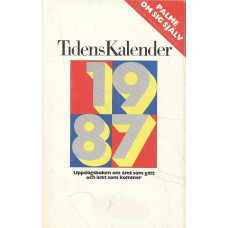 PALME
OM SIG SJÄLV
TidensKalender
19
87
Uppslagsboken om året som gått
och året som kommer